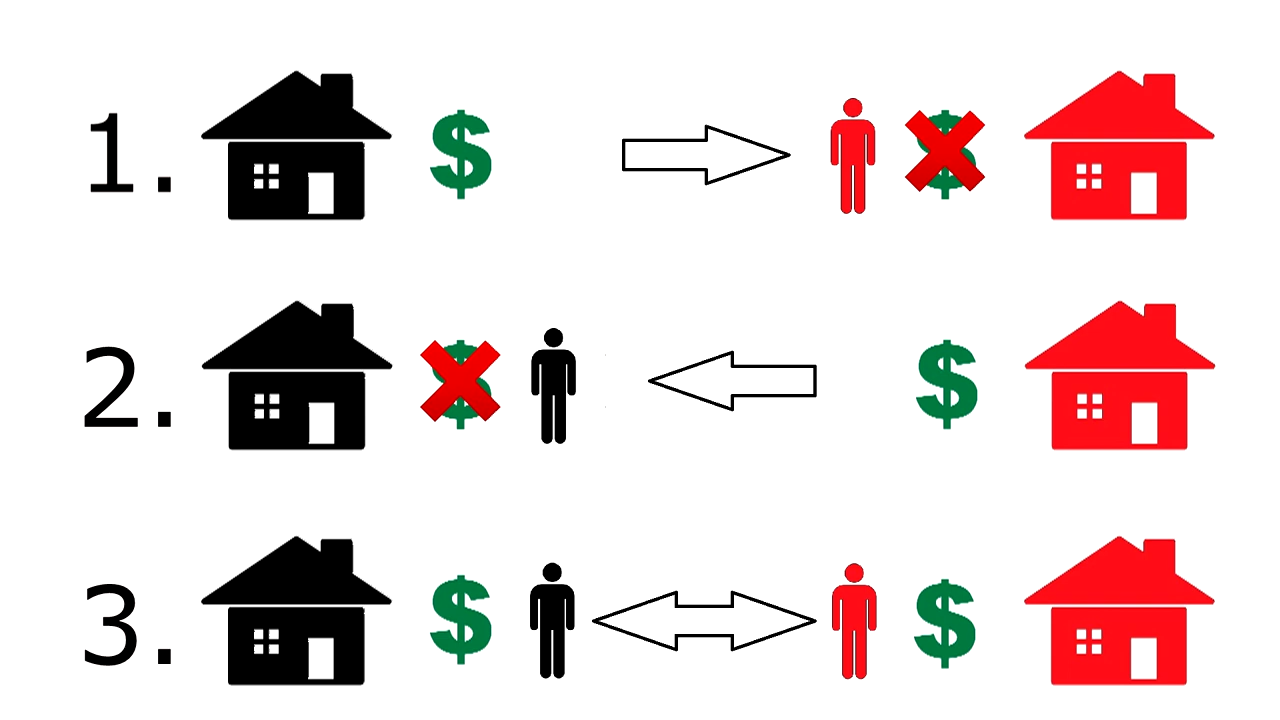 1. $ $
2. $ $
3. $ $